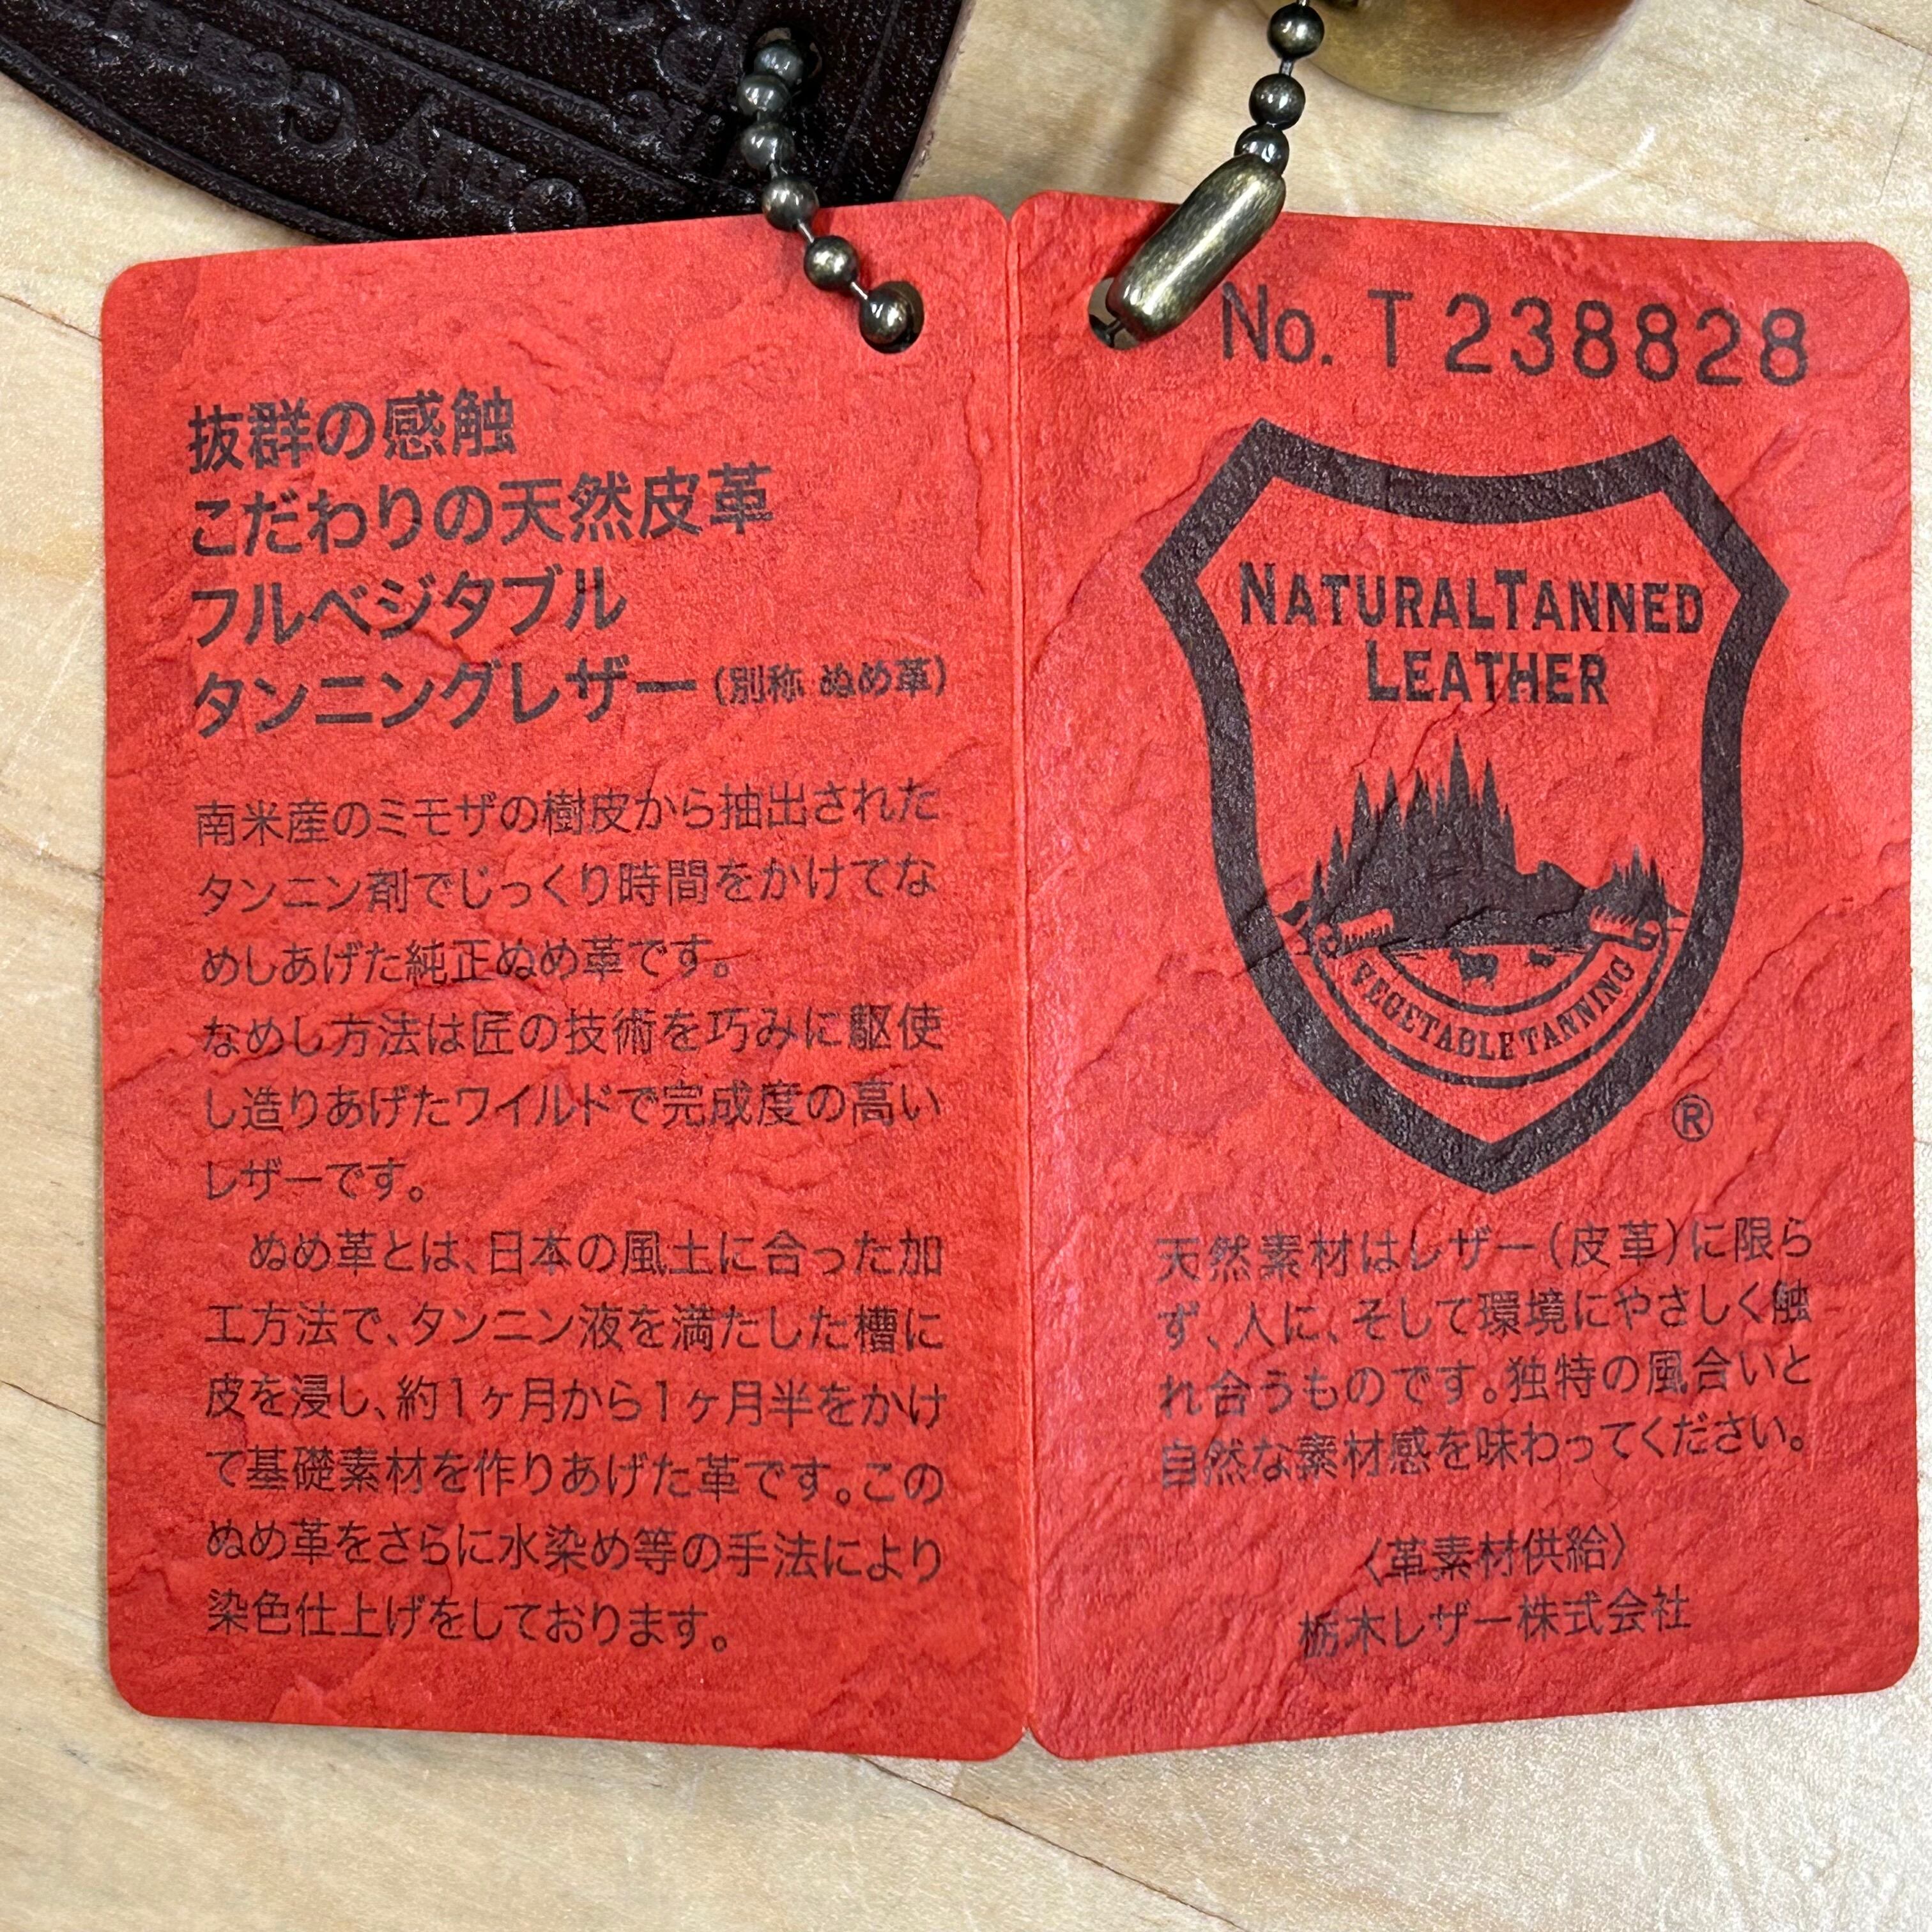 抜群の感触
こだわりの天然皮革
フルベジタブル
タンニングレザー(別称 ぬめ革)
南米産のミモザの樹皮から抽出された
タンニン剤でじっくり時間をかけてな
めしあげた純正ぬめ革です。
なめし方法は匠の技術を巧みに駆使
し造りあげたワイルドで完成度の高い
レザーです。
ぬめ革とは、日本の風土に合った加
工方法で、タンニン液を満たした槽に
皮を浸し、約1ヶ月から1ヶ月半をかけ
て基礎素材を作りあげた革です。この
ぬめ革をさらに水染め等の手法により
染色仕上げをしております。
No. T 238828
NATURALTANNED
LEATHER
VEGETABLE TANNING
®
天然素材はレザー(皮革)に限ら
ず、人に、そして環境にやさしく触
れ合うものです。独特の風合いと
自然な素材感を味わってください。
〈革素材供給〉
栃木レザー株式会社